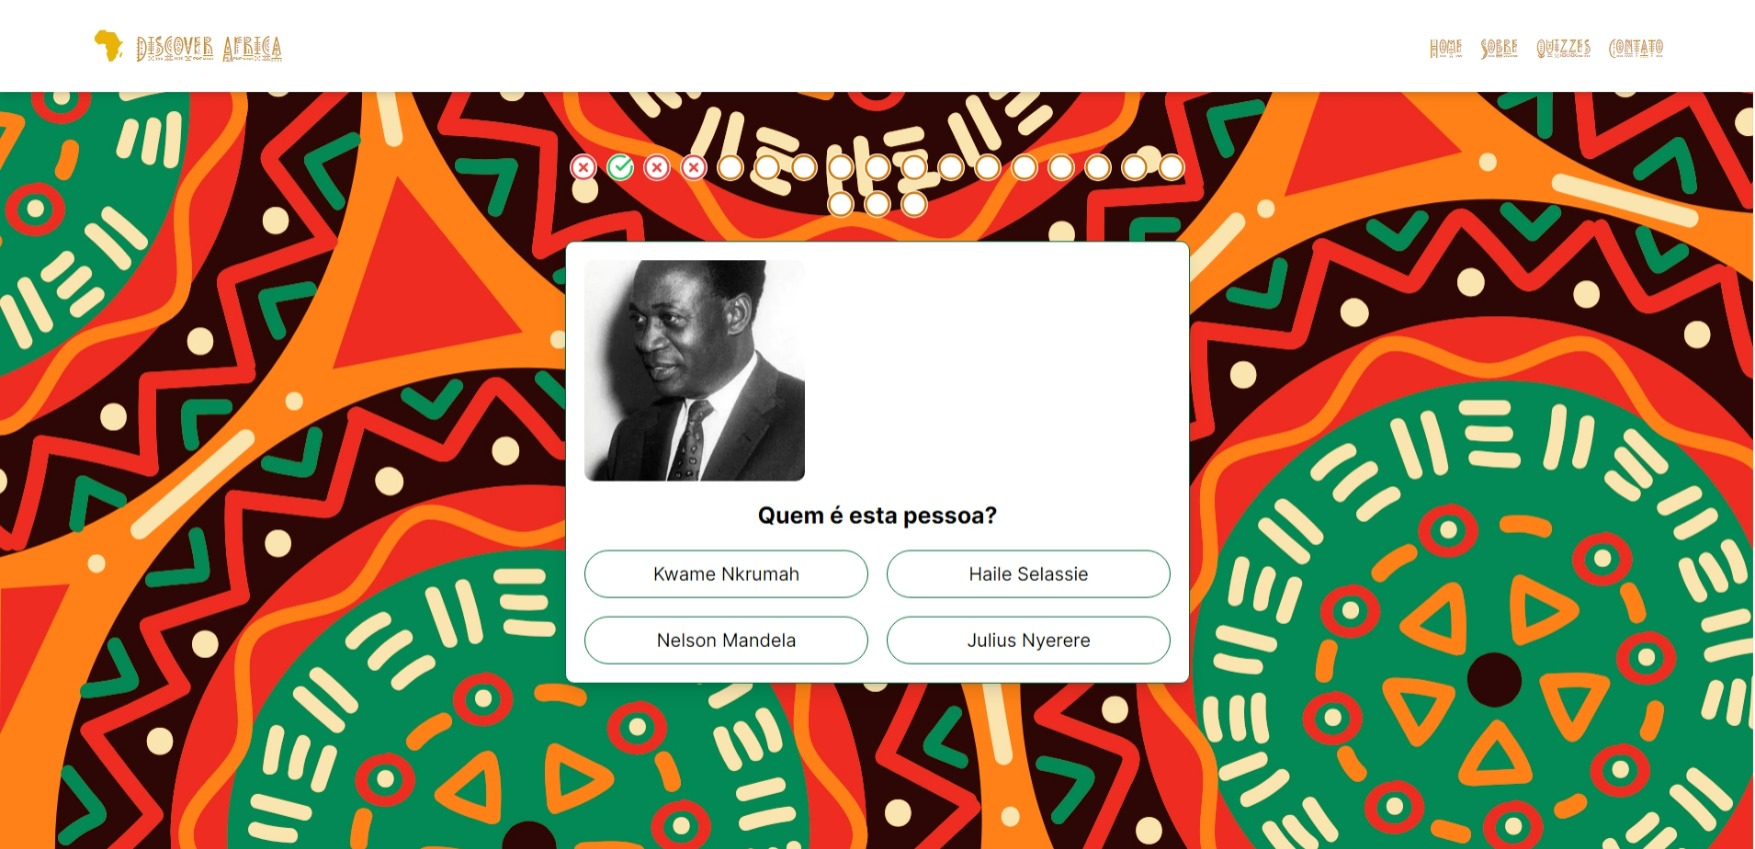 Discover Africa
Home Sobre Quizzes Contato
Quem é esta pessoa?
Kwame Nkrumah
Haile Selassie
Nelson Mandela
Julius Nyerere